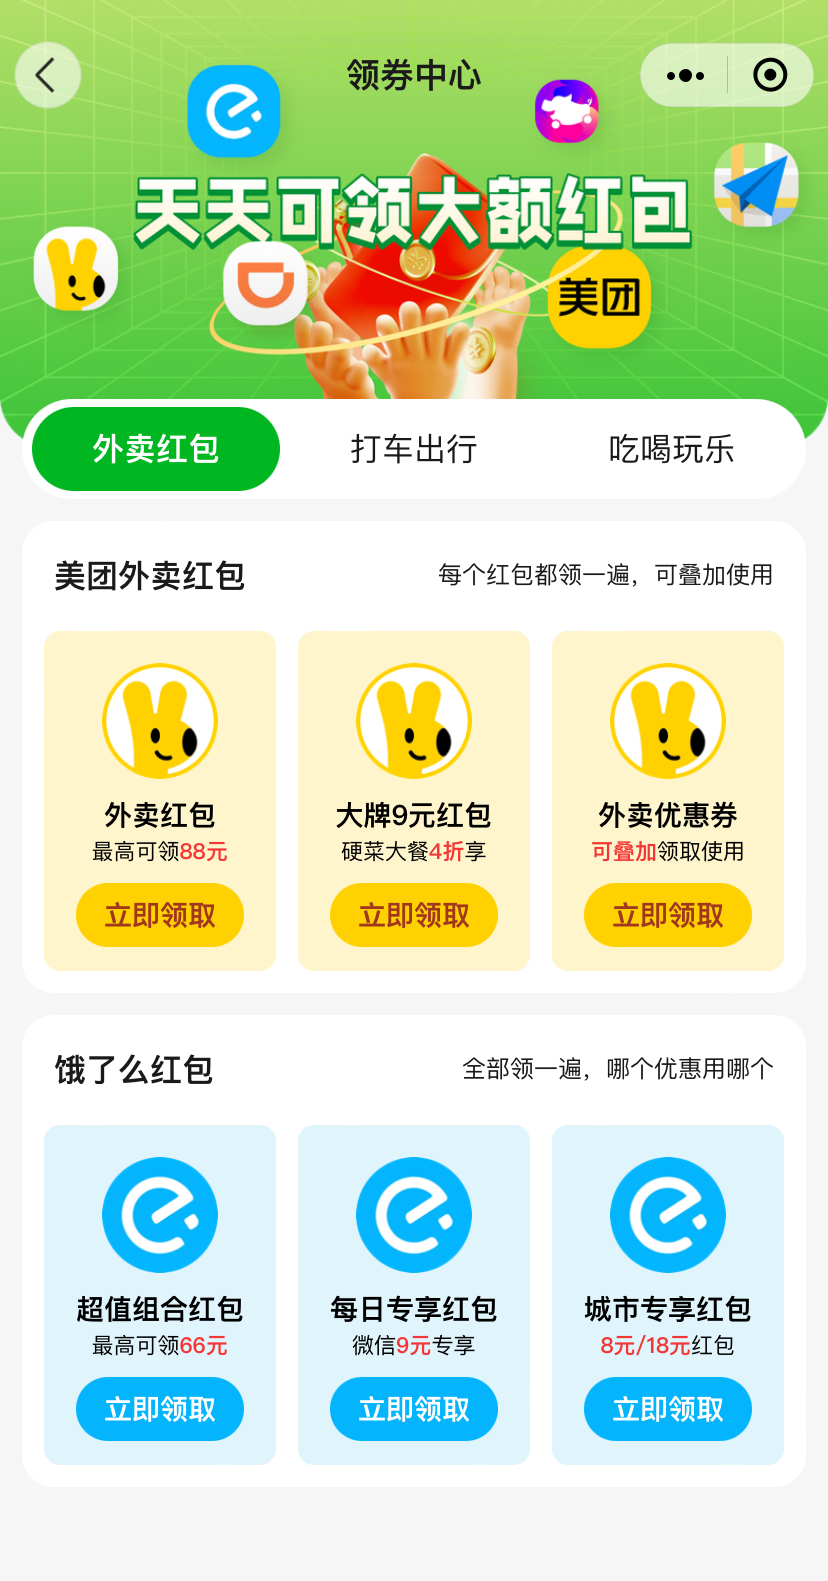 领券中心
天天可领大额红包
美团
外卖红包
打车出行
吃喝玩乐
美团外卖红包
每个红包都领一遍，可叠加使用
外卖红包
最高可领88元
立即领取
大牌9元红包
硬菜大餐4折享
立即领取
外卖优惠券
可叠加领取使用
立即领取
饿了么红包
全部领一遍，哪个优惠用哪个
超值组合红包
最高可领66元
立即领取
每日专享红包
微信9元专享
立即领取
城市专享红包
8元/18元红包
立即领取